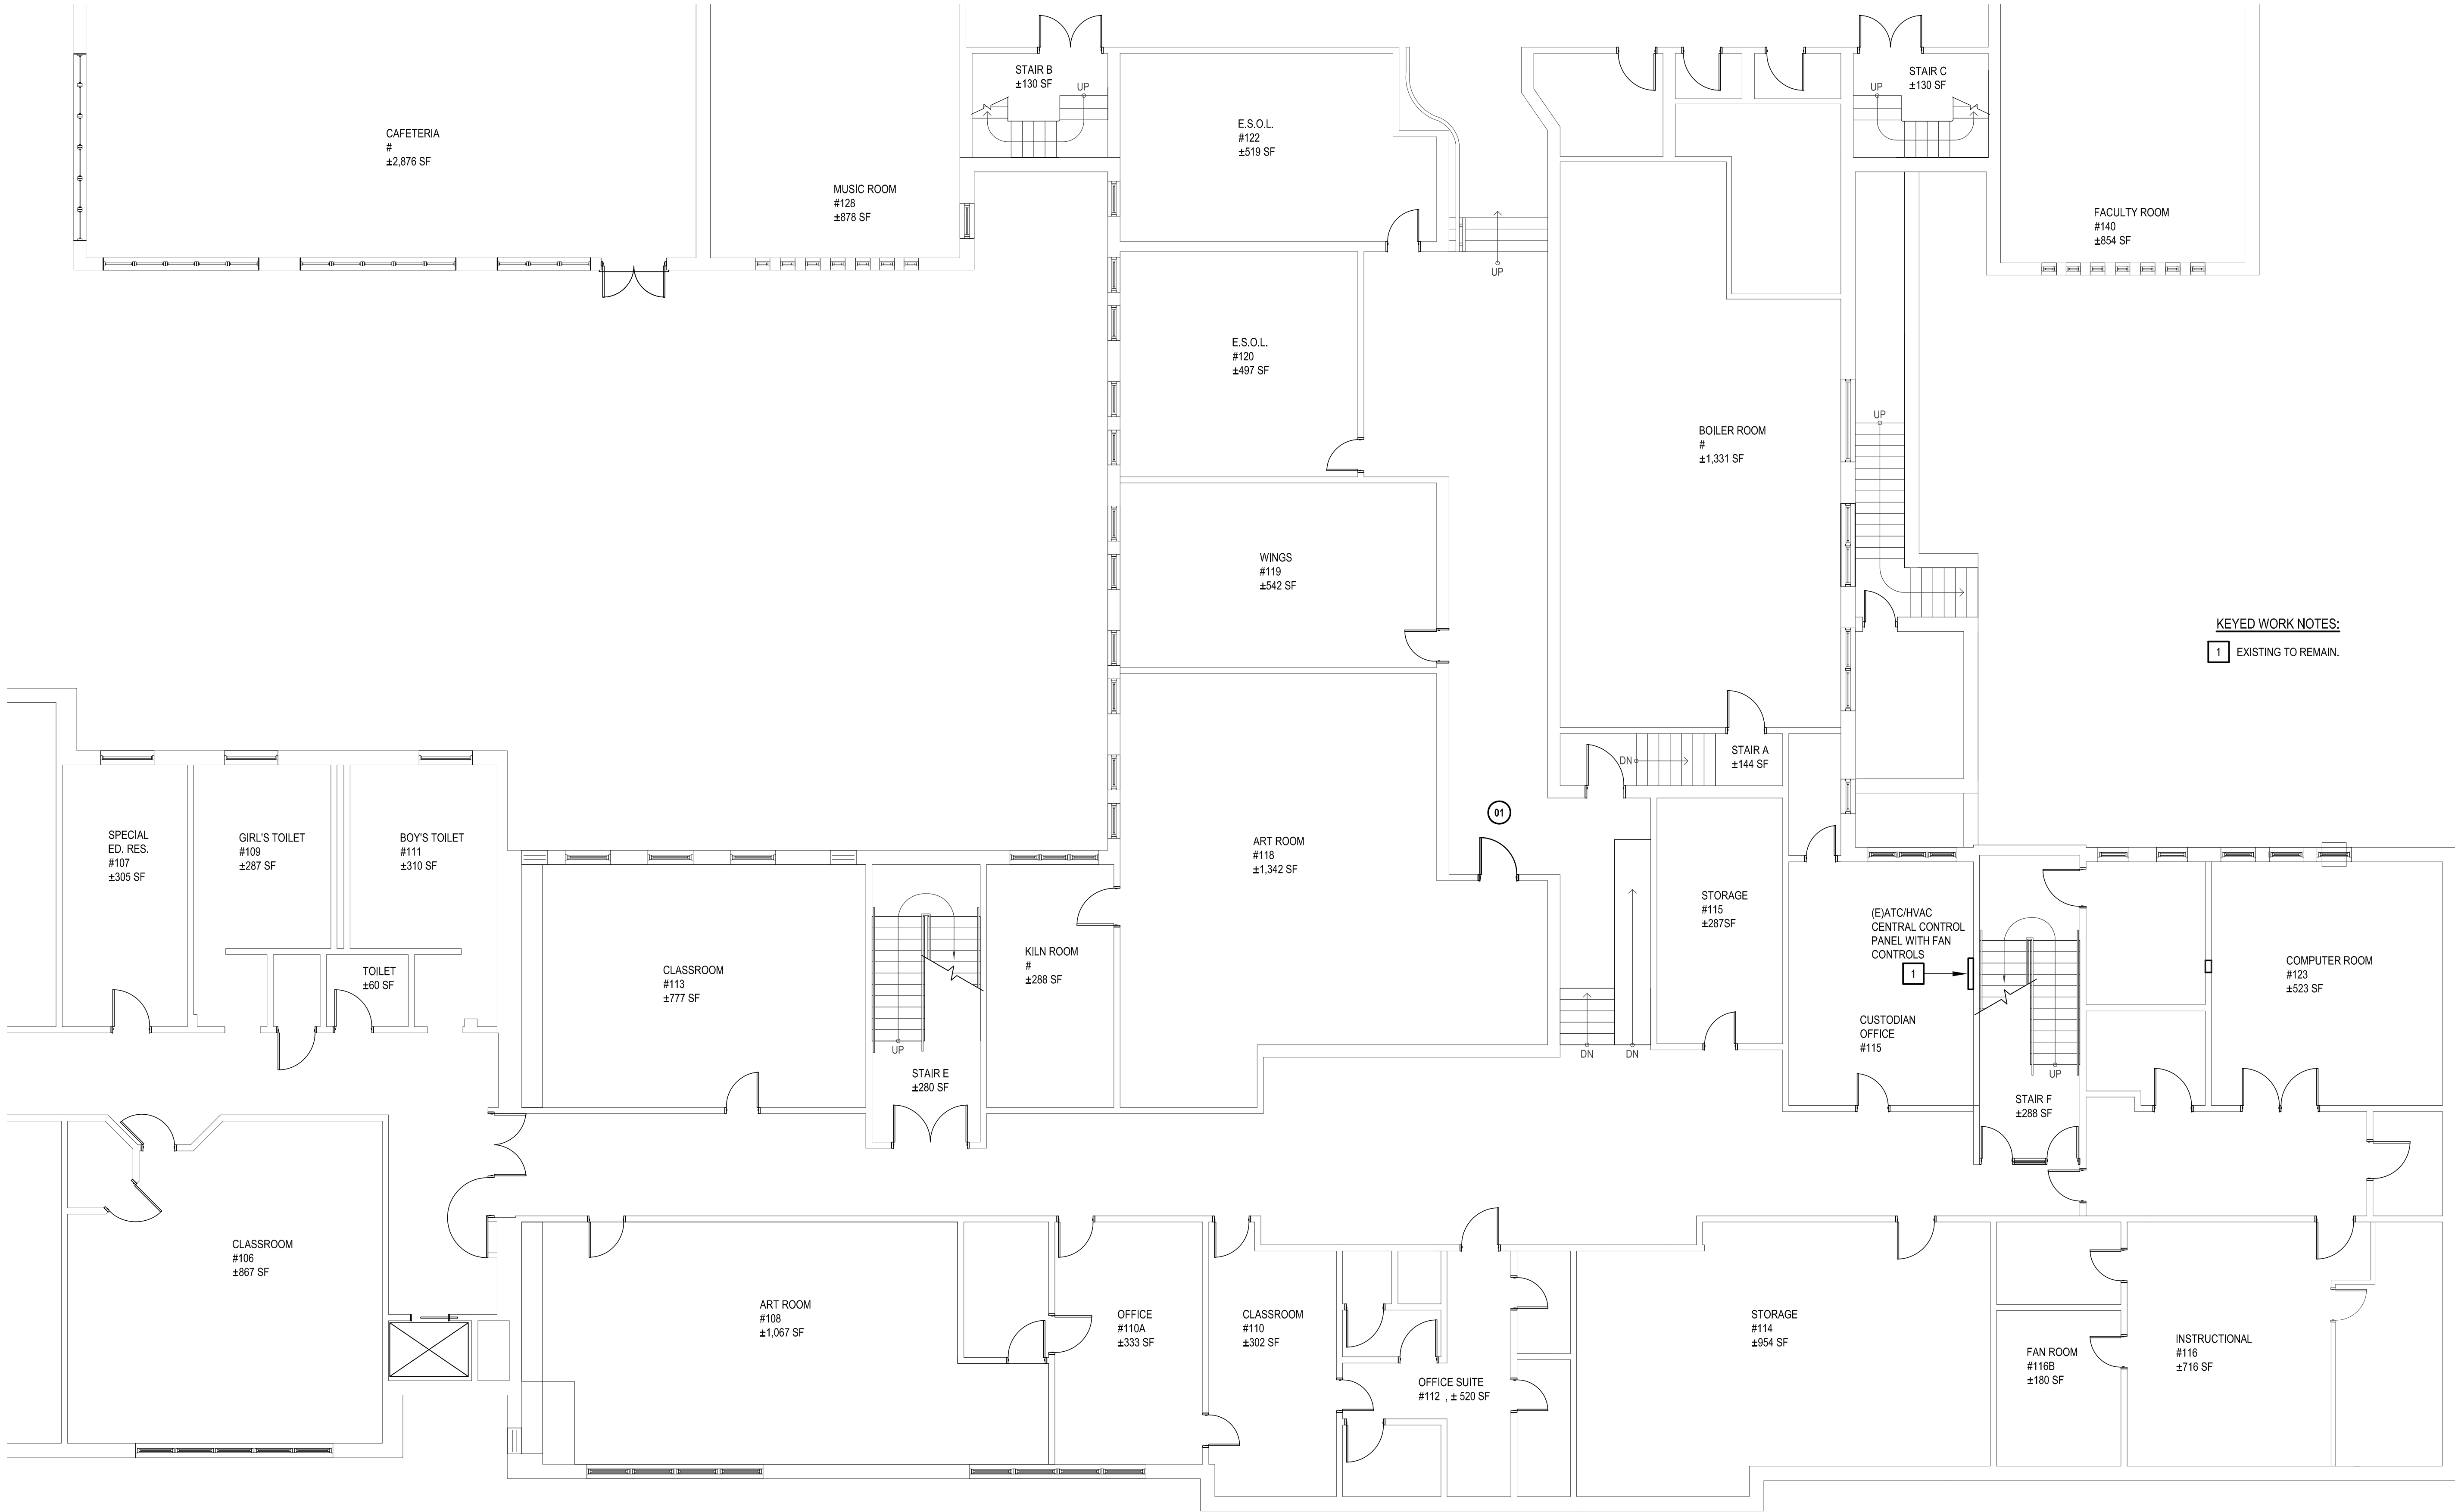 STAIR B
±130 SF
UP
STAIR C
±130 SF
UP
CAFETERIA
#
±2,876 SF
E.S.O.L.
#122
±519 SF
MUSIC ROOM
#128
±878 SF
FACULTY ROOM
#140
±854 SF
UP
E.S.O.L.
#120
±497 SF
BOILER ROOM
#
±1,331 SF
UP
WINGS
#119
±542 SF
KEYED WORK NOTES:
1 EXISTING TO REMAIN.
STAIR A
±144 SF
DN
01
SPECIAL
ED. RES.
#107
±305 SF
GIRL'S TOILET
#109
±287 SF
BOY'S TOILET
#111
±310 SF
ART ROOM
#118
±1,342 SF
STORAGE
#115
±287SF
(E)ATC/HVAC
CENTRAL CONTROL
PANEL WITH FAN
CONTROLS
1
TOILET
±60 SF
CLASSROOM
#113
±777 SF
KILN ROOM
#
±288 SF
COMPUTER ROOM
#123
±523 SF
CUSTODIAN
OFFICE
#115
UP
STAIR E
±280 SF
DN
DN
UP
STAIR F
±288 SF
CLASSROOM
#106
±867 SF
ART ROOM
#108
±1,067 SF
OFFICE
#110A
±333 SF
CLASSROOM
#110
±302 SF
OFFICE SUITE
#112 , ± 520 SF
STORAGE
#114
±954 SF
FAN ROOM
#116B
±180 SF
INSTRUCTIONAL
#116
±716 SF